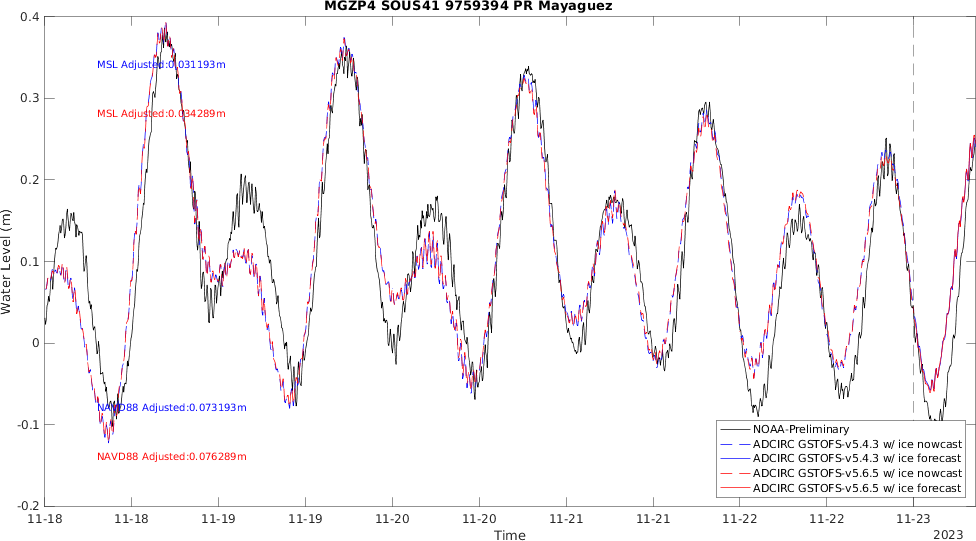 MGZP4 SOUS41 9759394 PR Mayaguez
0.4
0.3
0.2
0.1
0
-0.1
-0.2
Water Level (m)
MSL Adjusted:0.031193m
MSL Adjusted:0.034289m
NAVD88 Adjusted:0.073193m
NAVD88 Adjusted:0.076289m
NOAA-Preliminary
ADCIRC GSTOFS-v5.4.3 w/ ice nowcast
ADCIRC GSTOFS-v5.4.3 w/ ice forecast
ADCIRC GSTOFS-v5.6.5 w/ ice nowcast
ADCIRC GSTOFS-v5.6.5 w/ ice forecast
11-18 11-18 11-19 11-19 11-20 11-20 11-21 11-21 11-22 11-22 11-23
Time
2023